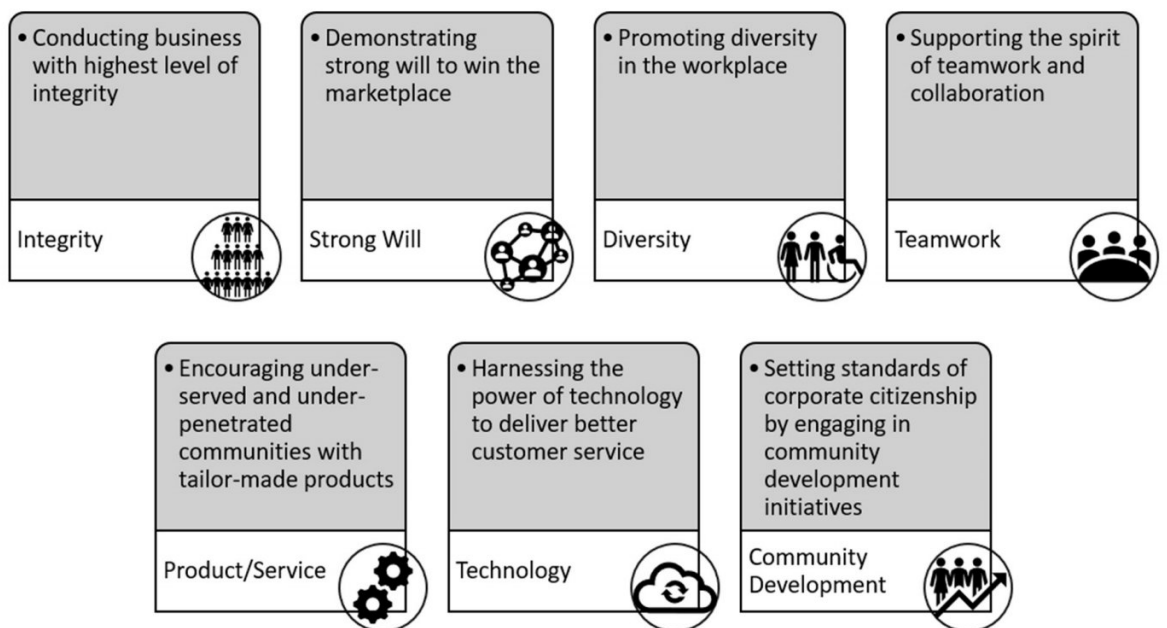 • Conducting business
with highest level of
integrity
Integrity
• Demonstrating
strong will to win the
marketplace
Strong Will
• Promoting diversity
in the workplace
Diversity
• Supporting the spirit
of teamwork and
collaboration
Teamwork
• Encouraging under-
served and under-
penetrated
communities with
tailor-made products
Product/Service
• Harnessing the
power of technology
to deliver better
customer service
Technology
• Setting standards of
corporate citizenship
by engaging in
community
development
initiatives
Community
Development